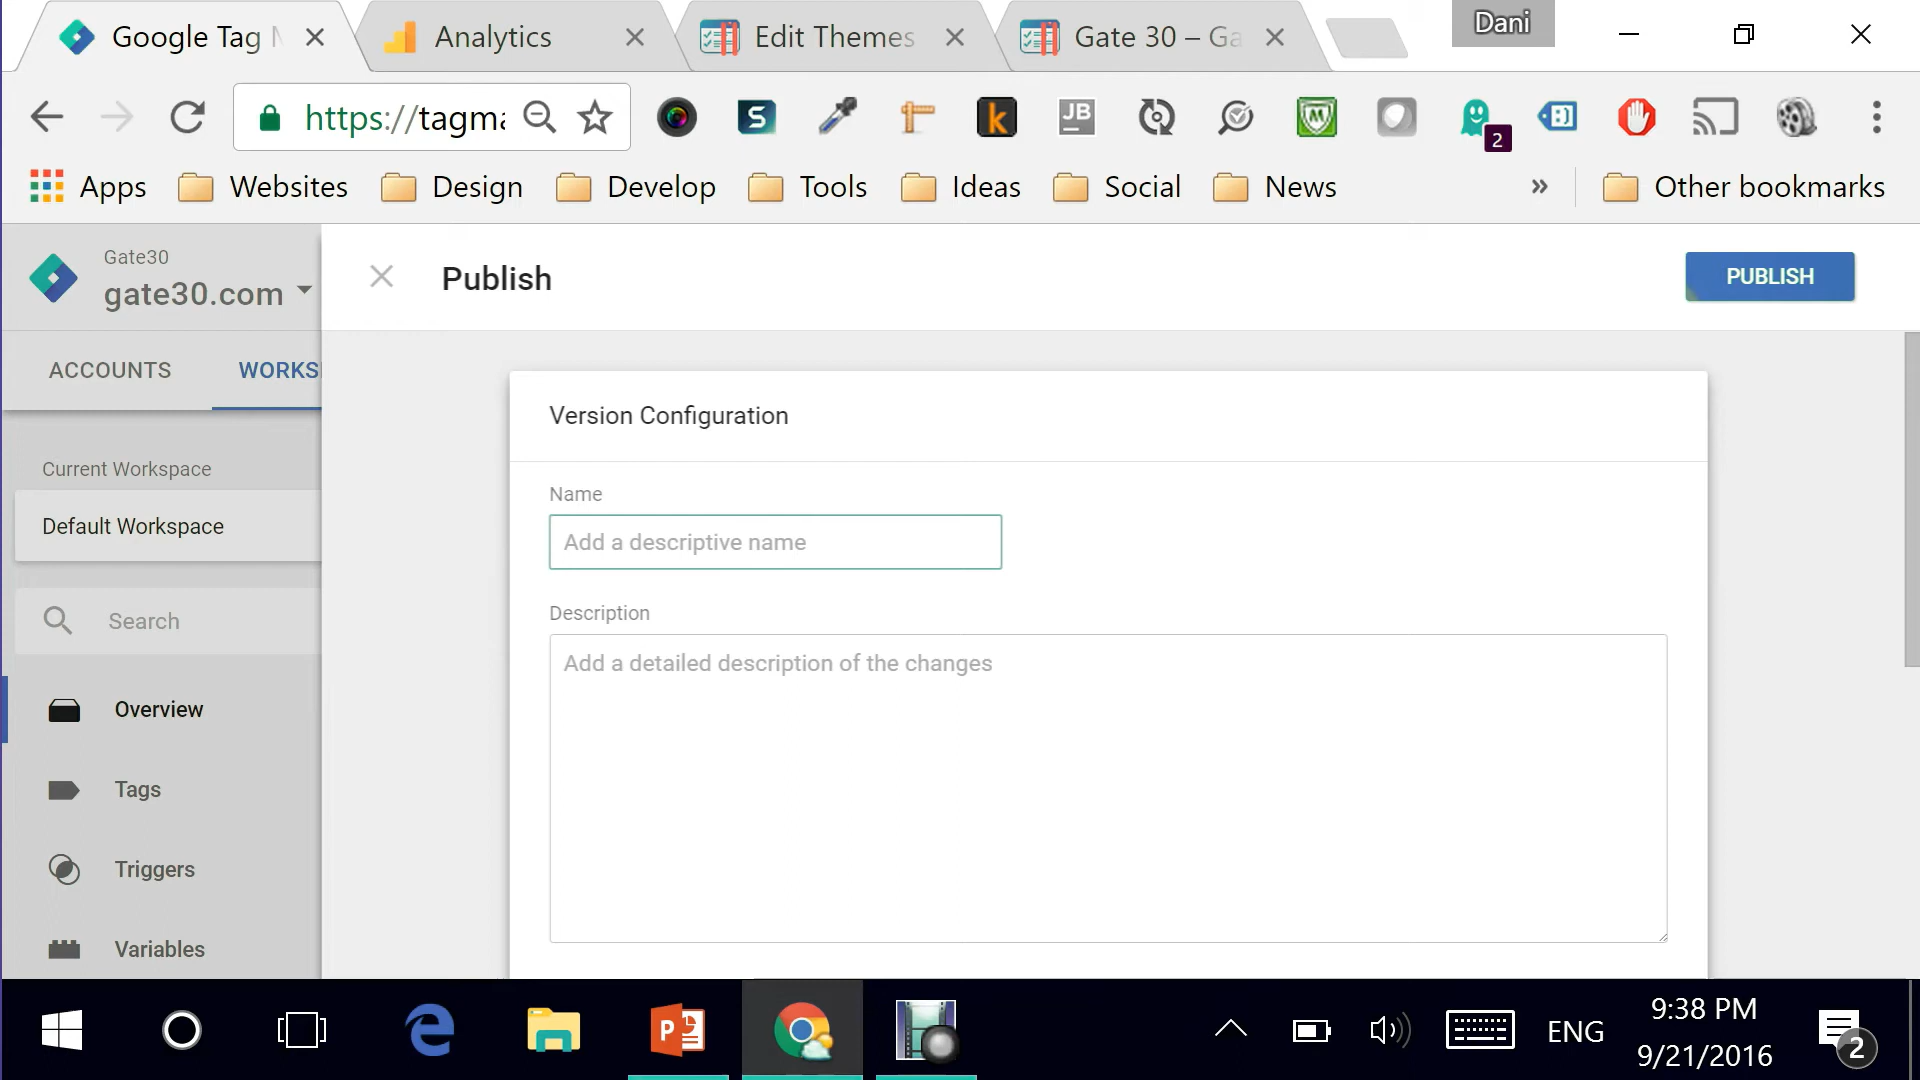 Google Tag M
Analytics
Edit Themes
Gate 30 – Ga
Dani
https://tagma
2
Apps
Websites
Design
Develop
Tools
Ideas
Social
News
»
Other bookmarks
Gate30
gate30.com
Publish
PUBLISH
ACCOUNTS
WORKS
Version Configuration
Current Workspace
Default Workspace
Name
Add a descriptive name
Description
Add a detailed description of the changes
Search
Overview
Tags
Triggers
Variables
ENG
9:38 PM
9/21/2016
2